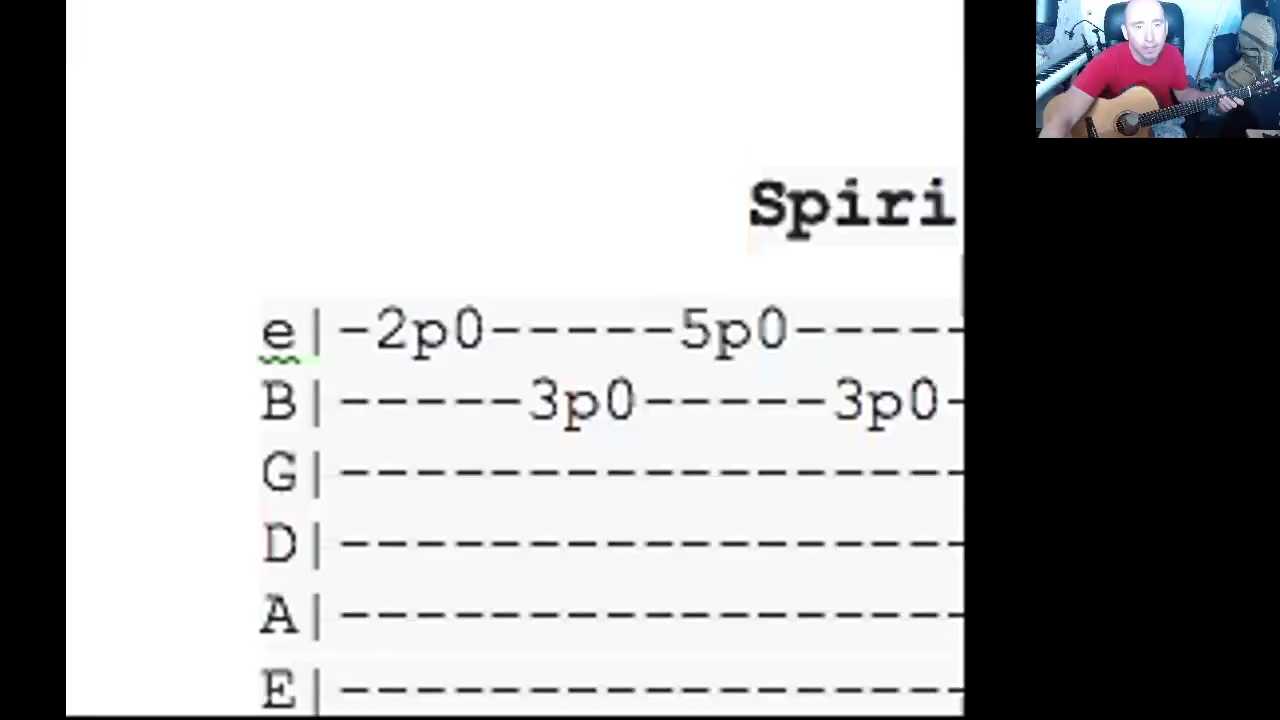 Spiri
e|-2p0-----5p0-----
B|-----3p0-----3p0-
G|-----------------
D|-----------------
A|-----------------
E|-----------------